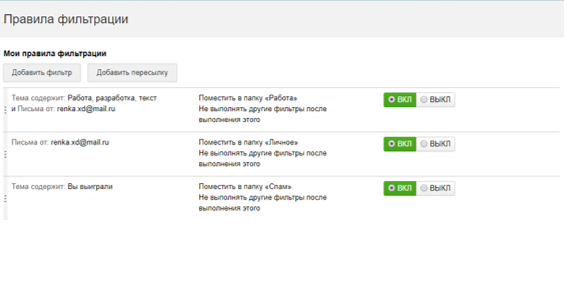 Правила фильтрации
Мои правила фильтрации
Добавить фильтр
Добавить пересылку
Тема содержит: Работа, разработка, текст
и Письма от: renka.xd@mail.ru
Поместить в папку «Работа»
Не выполнять другие фильтры после
выполнения этого
ВКЛ
ВЫКЛ
Письма от: renka.xd@mail.ru
Поместить в папку «Личное»
Не выполнять другие фильтры после
выполнения этого
ВКЛ
ВЫКЛ
Тема содержит: Вы выиграли
Поместить в папку «Спам»
Не выполнять другие фильтры после
выполнения этого
ВКЛ
ВЫКЛ